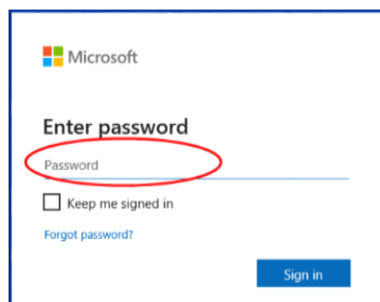 Microsoft
Enter password
Password
Keep me signed in
Forgot password?
Sign in